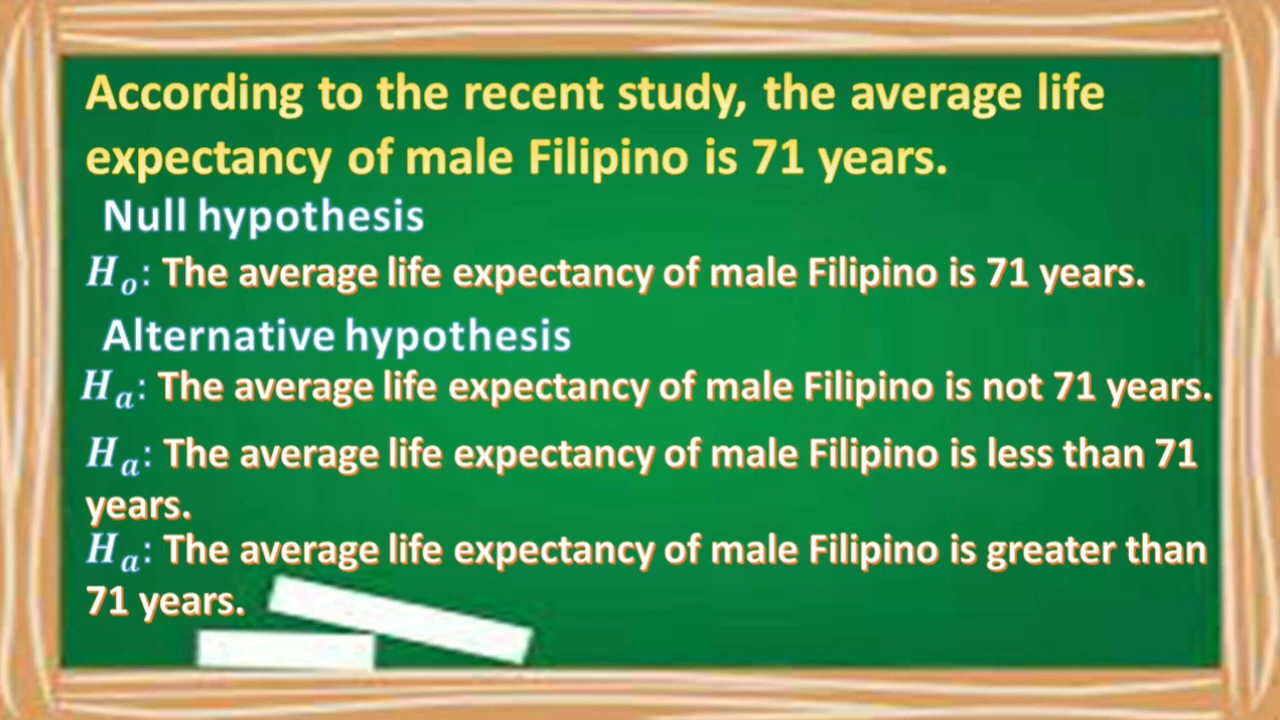 According to the recent study, the average life
expectancy of male Filipino is 71 years.
Null hypothesis
Hₒ: The average life expectancy of male Filipino is 71 years.
Alternative hypothesis
Hₐ: The average life expectancy of male Filipino is not 71 years.
Hₐ: The average life expectancy of male Filipino is less than 71
years.
Hₐ: The average life expectancy of male Filipino is greater than
71 years.